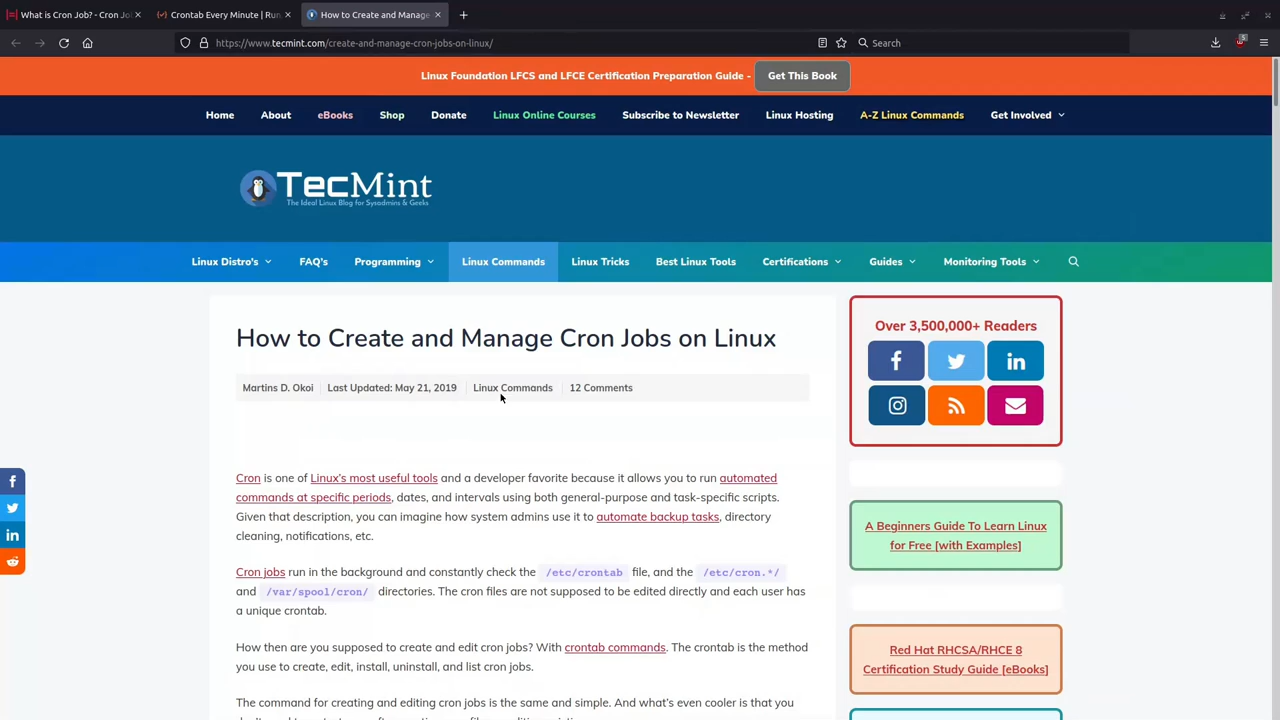 What is Cron Job? - Cron Jo
Crontab Every Minute | Run
How to Create and Manage
https://www.tecmint.com/create-and-manage-cron-jobs-on-linux/
Search
5
Linux Foundation LFCS and LFCE Certification Preparation Guide -
Get This Book
Home
About
eBooks
Shop
Donate
Linux Online Courses
Subscribe to Newsletter
Linux Hosting
A-Z Linux Commands
Get Involved
TecMint
The Ideal Linux Blog for Sysadmins & Geeks
Linux Distro's
FAQ's
Programming
Linux Commands
Linux Tricks
Best Linux Tools
Certifications
Guides
Monitoring Tools
How to Create and Manage Cron Jobs on Linux
Martins D. Okoi
Last Updated: May 21, 2019
Linux Commands
12 Comments
Cron is one of Linux's most useful tools and a developer favorite because it allows you to run automated
commands at specific periods, dates, and intervals using both general-purpose and task-specific scripts.
Given that description, you can imagine how system admins use it to automate backup tasks, directory
cleaning, notifications, etc.
Cron jobs run in the background and constantly check the /etc/crontab file, and the /etc/cron.*/
and /var/spool/cron/ directories. The cron files are not supposed to be edited directly and each user has
a unique crontab.
How then are you supposed to create and edit cron jobs? With crontab commands. The crontab is the method
you use to create, edit, install, uninstall, and list cron jobs.
The command for creating and editing cron jobs is the same and simple. And what's even cooler is that you
Over 3,500,000+ Readers
A Beginners Guide To Learn Linux
for Free [with Examples]
Red Hat RHCSA/RHCE 8
Certification Study Guide [eBooks]